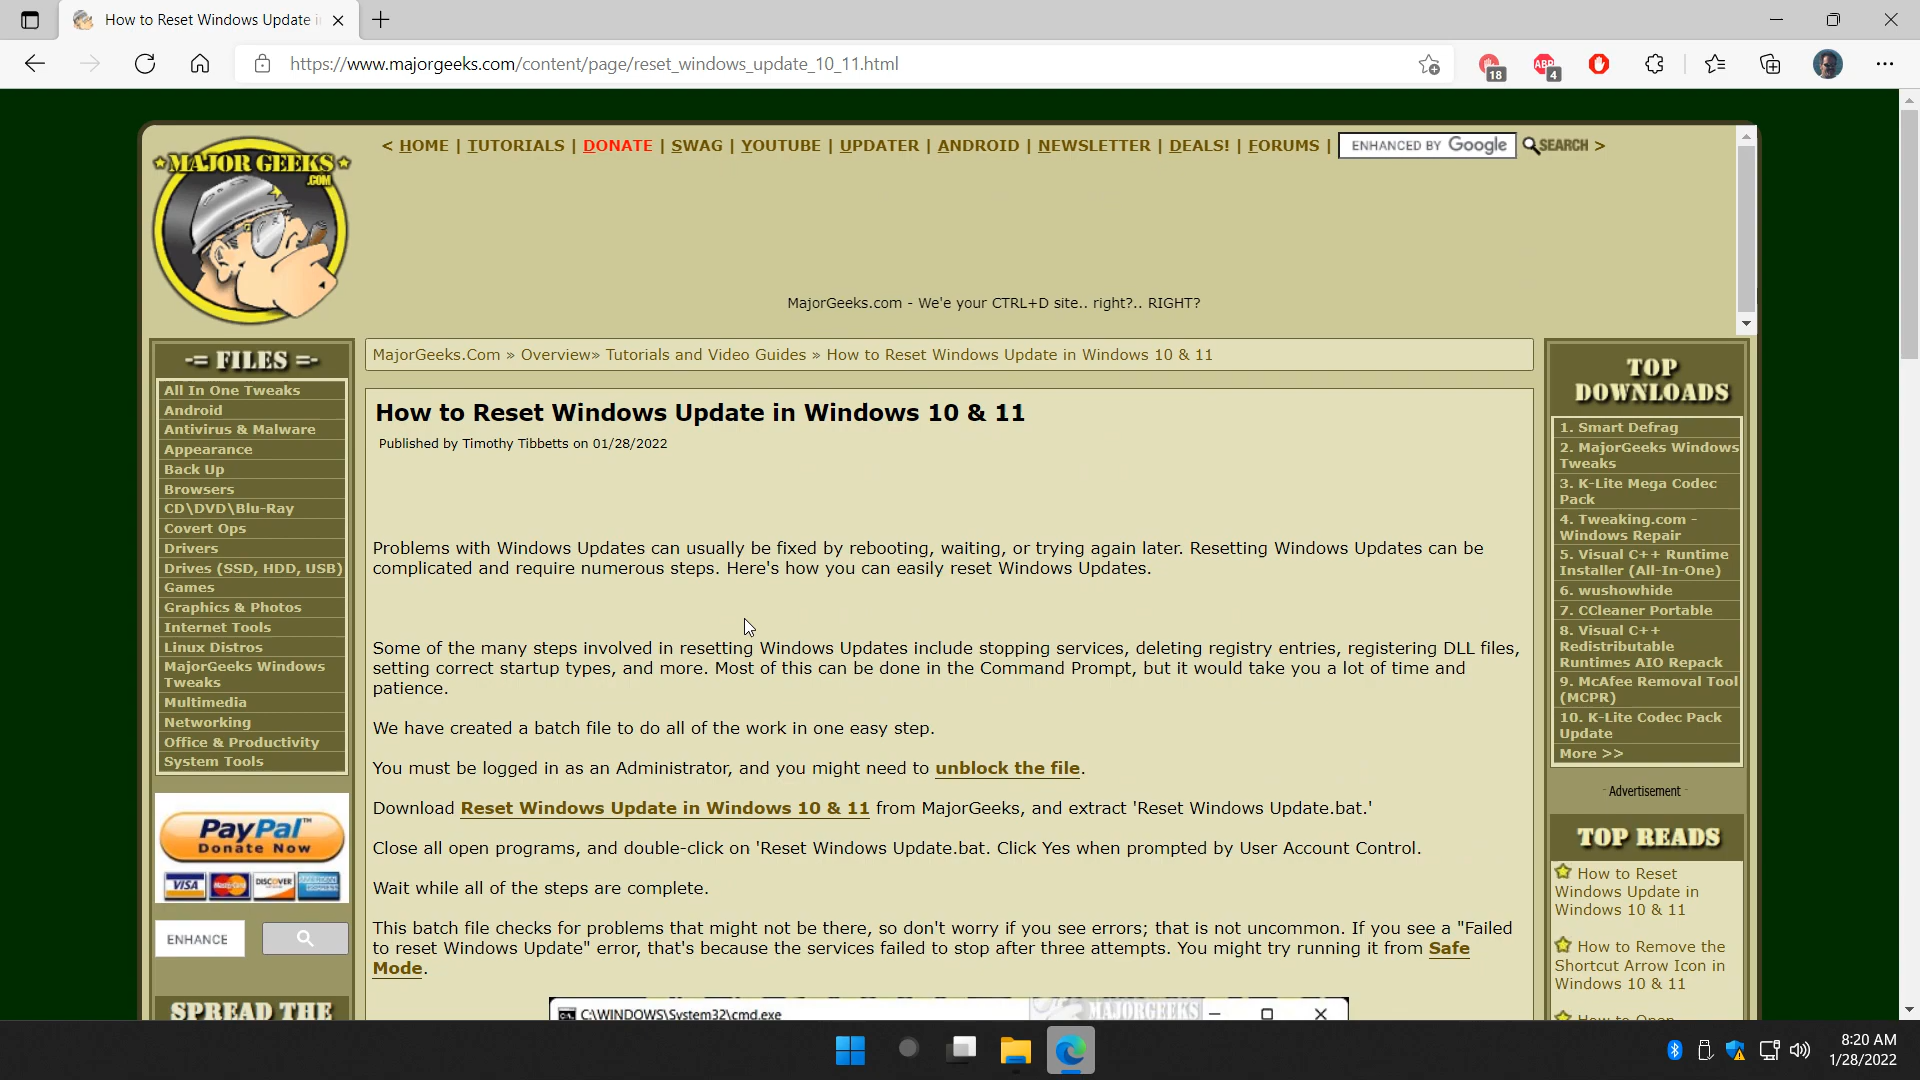 How to Reset Windows Update i
https://www.majorgeeks.com/content/page/reset_windows_update_10_11.html
18
ABP
4
MAJOR GEEKS
.COM
< HOME | TUTORIALS | DONATE | SWAG | YOUTUBE | UPDATER | ANDROID | NEWSLETTER | DEALS! | FORUMS | ENHANCED BY Google SEARCH >
MajorGeeks.com - We'e your CTRL+D site.. right?.. RIGHT?
-= FILES =-
All In One Tweaks
Android
Antivirus & Malware
Appearance
Back Up
Browsers
CD\DVD\Blu-Ray
Covert Ops
Drivers
Drives (SSD, HDD, USB)
Games
Graphics & Photos
Internet Tools
Linux Distros
MajorGeeks Windows
Tweaks
Multimedia
Networking
Office & Productivity
System Tools
PayPal™
Donate Now
VISA
MasterCard
DISCOVER
AMERICAN EXPRESS
ENHANCE
SPREAD THE
MajorGeeks.Com » Overview» Tutorials and Video Guides » How to Reset Windows Update in Windows 10 & 11
How to Reset Windows Update in Windows 10 & 11
Published by Timothy Tibbetts on 01/28/2022
Problems with Windows Updates can usually be fixed by rebooting, waiting, or trying again later. Resetting Windows Updates can be
complicated and require numerous steps. Here's how you can easily reset Windows Updates.
Some of the many steps involved in resetting Windows Updates include stopping services, deleting registry entries, registering DLL files,
setting correct startup types, and more. Most of this can be done in the Command Prompt, but it would take you a lot of time and
patience.
We have created a batch file to do all of the work in one easy step.
You must be logged in as an Administrator, and you might need to unblock the file.
Download Reset Windows Update in Windows 10 & 11 from MajorGeeks, and extract 'Reset Windows Update.bat.'
Close all open programs, and double-click on 'Reset Windows Update.bat. Click Yes when prompted by User Account Control.
Wait while all of the steps are complete.
This batch file checks for problems that might not be there, so don't worry if you see errors; that is not uncommon. If you see a "Failed
to reset Windows Update" error, that's because the services failed to stop after three attempts. You might try running it from Safe
Mode.
C:\WINDOWS\System32\cmd.exe
MAJORGEEKS
TOP
DOWNLOADS
1. Smart Defrag
2. MajorGeeks Windows
Tweaks
3. K-Lite Mega Codec
Pack
4. Tweaking.com -
Windows Repair
5. Visual C++ Runtime
Installer (All-In-One)
6. wushowhide
7. CCleaner Portable
8. Visual C++
Redistributable
Runtimes AIO Repack
9. McAfee Removal Tool
(MCPR)
10. K-Lite Codec Pack
Update
More >>
- Advertisement -
TOP READS
How to Reset
Windows Update in
Windows 10 & 11
How to Remove the
Shortcut Arrow Icon in
Windows 10 & 11
How to Open
8:20 AM
1/28/2022